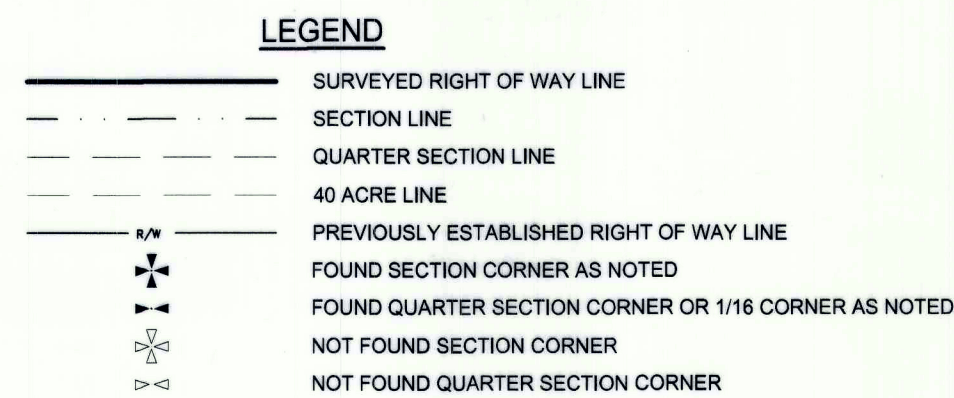 LEGEND
SURVEYED RIGHT OF WAY LINE
SECTION LINE
QUARTER SECTION LINE
40 ACRE LINE
R/W PREVIOUSLY ESTABLISHED RIGHT OF WAY LINE
FOUND SECTION CORNER AS NOTED
FOUND QUARTER SECTION CORNER OR 1/16 CORNER AS NOTED
NOT FOUND SECTION CORNER
NOT FOUND QUARTER SECTION CORNER